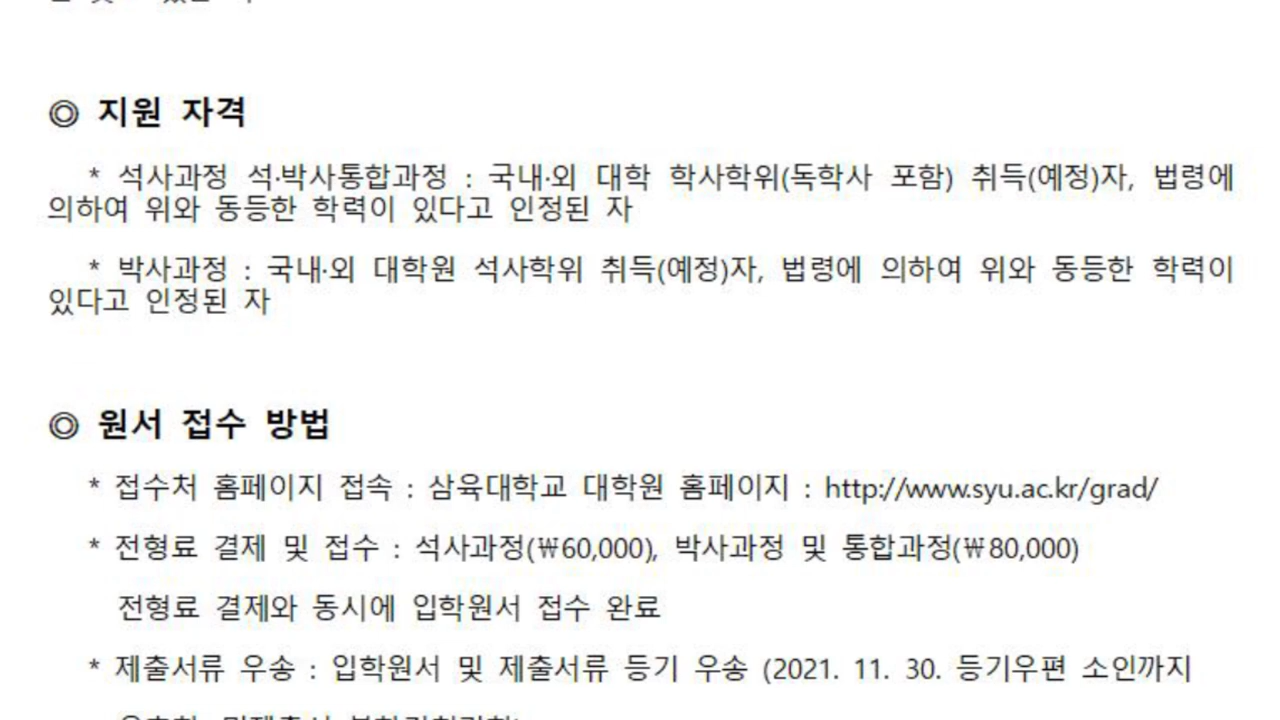 ◎ 지원 자격
* 석사과정 석·박사통합과정 : 국내·외 대학 학사학위(독학사 포함) 취득(예정)자, 법령에
의하여 위와 동등한 학력이 있다고 인정된 자
* 박사과정 : 국내·외 대학원 석사학위 취득(예정)자, 법령에 의하여 위와 동등한 학력이
있다고 인정된 자
◎ 원서 접수 방법
* 접수처 홈페이지 접속 : 삼육대학교 대학원 홈페이지 : http://www.syu.ac.kr/grad/
* 전형료 결제 및 접수 : 석사과정(₩60,000), 박사과정 및 통합과정(₩80,000)
전형료 결제와 동시에 입학원서 접수 완료
* 제출서류 우송 : 입학원서 및 제출서류 등기 우송 (2021. 11. 30. 등기우편 소인까지